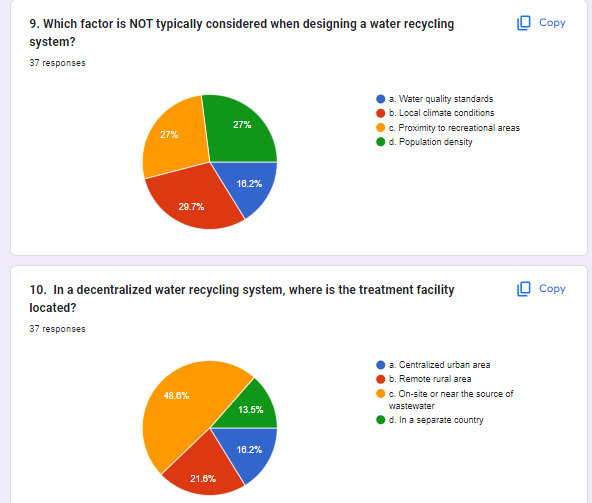 9. Which factor is NOT typically considered when designing a water recycling
system?
Copy
37 responses
27%
27%
16.2%
29.7%
a. Water quality standards
b. Local climate conditions
c. Proximity to recreational areas
d. Population density
10. In a decentralized water recycling system, where is the treatment facility
located?
Copy
37 responses
48.6%
13.5%
16.2%
21.6%
a. Centralized urban area
b. Remote rural area
c. On-site or near the source of
wastewater
d. In a separate country